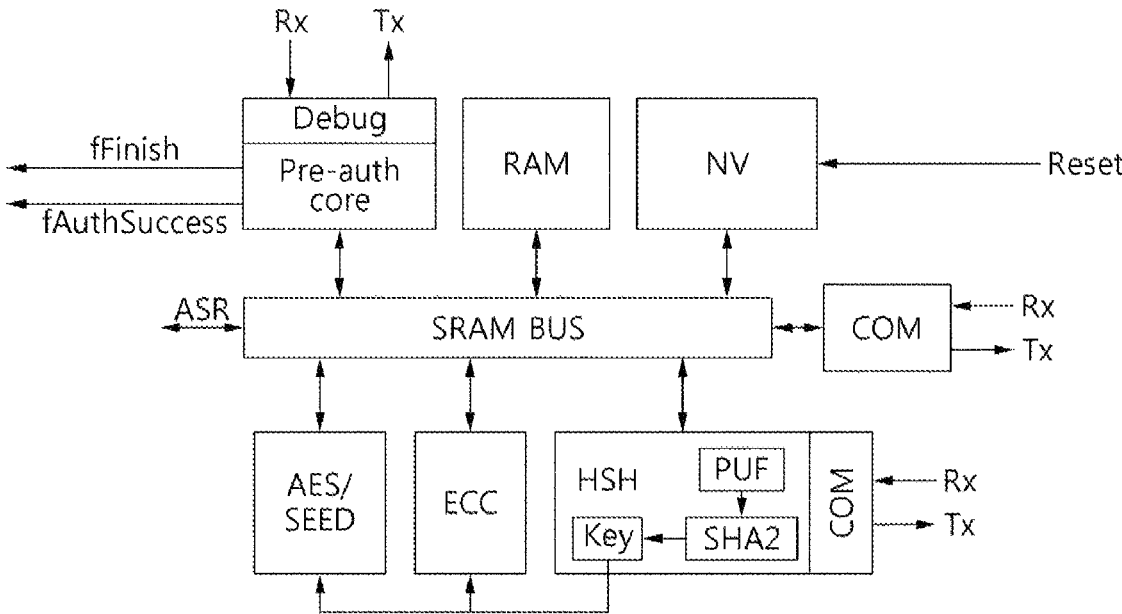 Rx
Tx
Debug
fFinish
Pre-auth
core
fAuthSuccess
RAM
NV
Reset
ASR
SRAM BUS
COM
Rx
Tx
AES/
SEED
ECC
HSH
PUF
Key
SHA2
COM
Rx
Tx